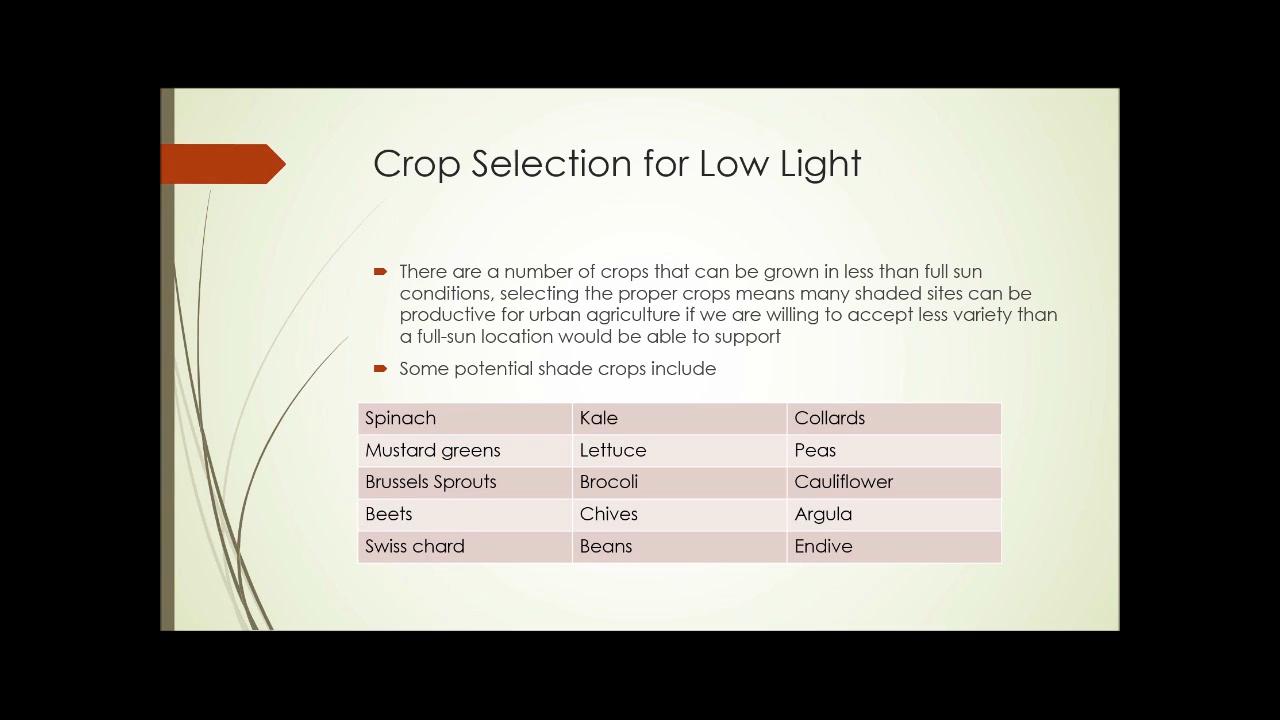 Crop Selection for Low Light
There are a number of crops that can be grown in less than full sun
conditions, selecting the proper crops means many shaded sites can be
productive for urban agriculture if we are willing to accept less variety than
a full-sun location would be able to support
Some potential shade crops include
Spinach Kale Collards
Mustard greens Lettuce Peas
Brussels Sprouts Brocoli Cauliflower
Beets Chives Argula
Swiss chard Beans Endive